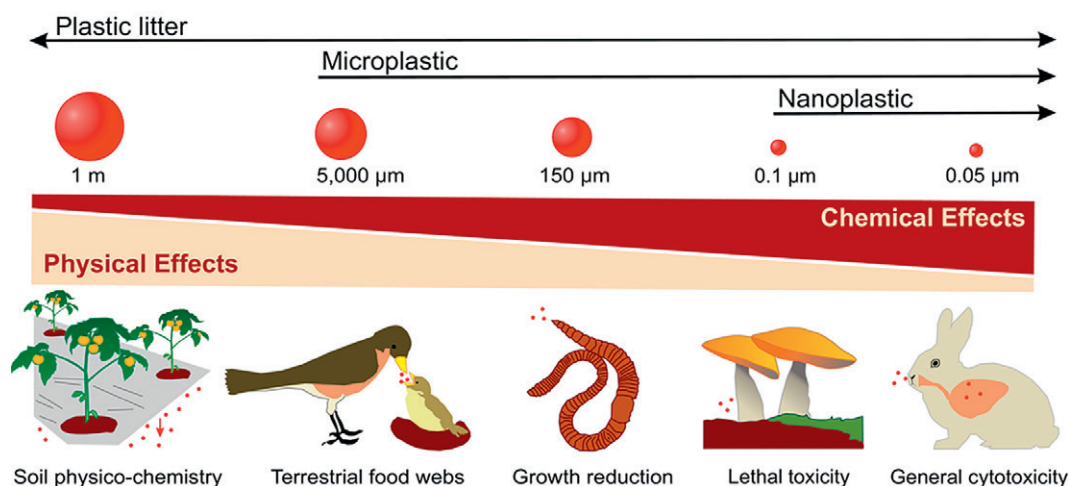 Plastic litter
Microplastic
Nanoplastic
1 m
5,000 µm
150 µm
0.1 µm
0.05 µm
Chemical Effects
Physical Effects
Soil physico-chemistry
Terrestrial food webs
Growth reduction
Lethal toxicity
General cytotoxicity